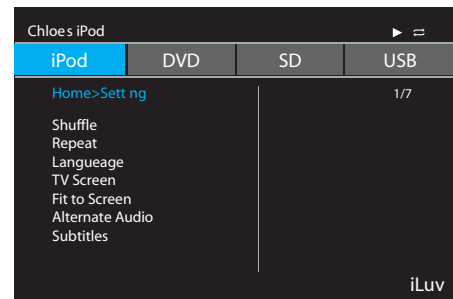 Chloes iPod
iPod DVD SD USB
Home>Sett ng 1/7
Shuffle
Repeat
Langueage
TV Screen
Fit to Screen
Alternate Audio
Subtitles
iLuv